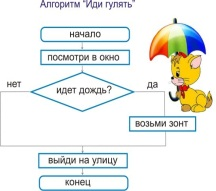 Алгоритм "Иди гулять"
начало
посмотри в окно
нет
идет дождь?
да
возьми зонт
выйди на улицу
конец